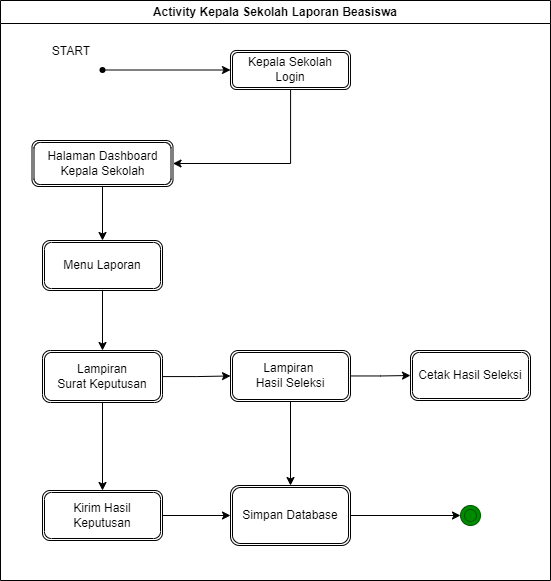 Activity Kepala Sekolah Laporan Beasiswa
START
Kepala Sekolah
Login
Halaman Dashboard
Kepala Sekolah
Menu Laporan
Lampiran
Surat Keputusan
Lampiran
Hasil Seleksi
Cetak Hasil Seleksi
Kirim Hasil
Keputusan
Simpan Database